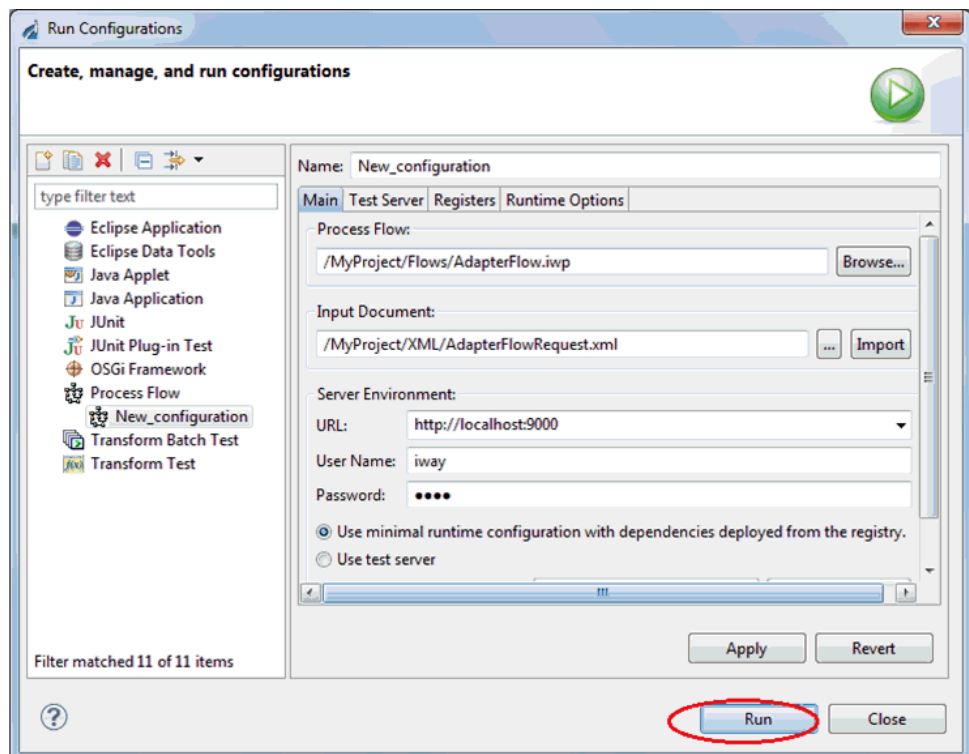 Run Configurations
Create, manage, and run configurations
type filter text
Eclipse Application
Eclipse Data Tools
Java Applet
Java Application
Ju JUnit
JUnit Plug-in Test
OSGi Framework
Process Flow
New_configuration
Transform Batch Test
Transform Test
Filter matched 11 of 11 items
Name: New_configuration
Main Test Server Registers Runtime Options
Process Flow:
/MyProject/Flows/AdapterFlow.iwp Browse...
Input Document:
/MyProject/XML/AdapterFlowRequest.xml ... Import
Server Environment:
URL: http://localhost:9000
User Name: iway
Password: ●●●●
Use minimal runtime configuration with dependencies deployed from the registry.
Use test server
Apply Revert
? Run Close